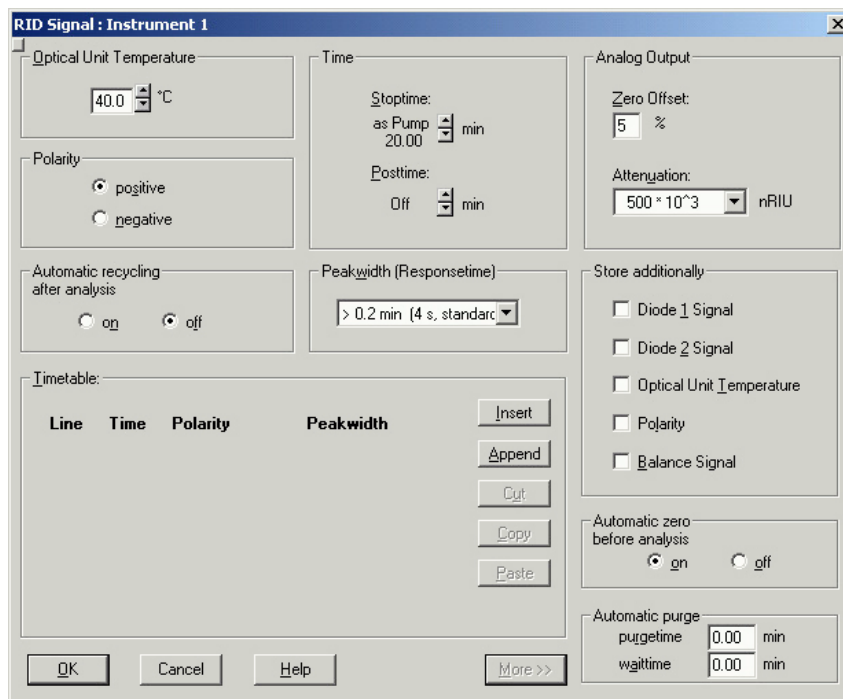 RID Signal : Instrument 1
Optical Unit Temperature
40.0 °C
Polarity
positive
negative
Automatic recycling
after analysis
on off
Time
Stoptime:
as Pump
20.00 min
Posttime:
Off min
Peakwidth (Responsetime)
> 0.2 min (4 s, standard
Analog Output
Zero Offset:
5 %
Attenuation:
500 * 10^3 nRIU
Store additionally
Diode 1 Signal
Diode 2 Signal
Optical Unit Temperature
Polarity
Balance Signal
Timetable:
Line Time Polarity Peakwidth
Insert
Append
Cut
Copy
Paste
Automatic zero
before analysis
on off
Automatic purge
purgetime 0.00 min
waittime 0.00 min
OK Cancel Help More >>